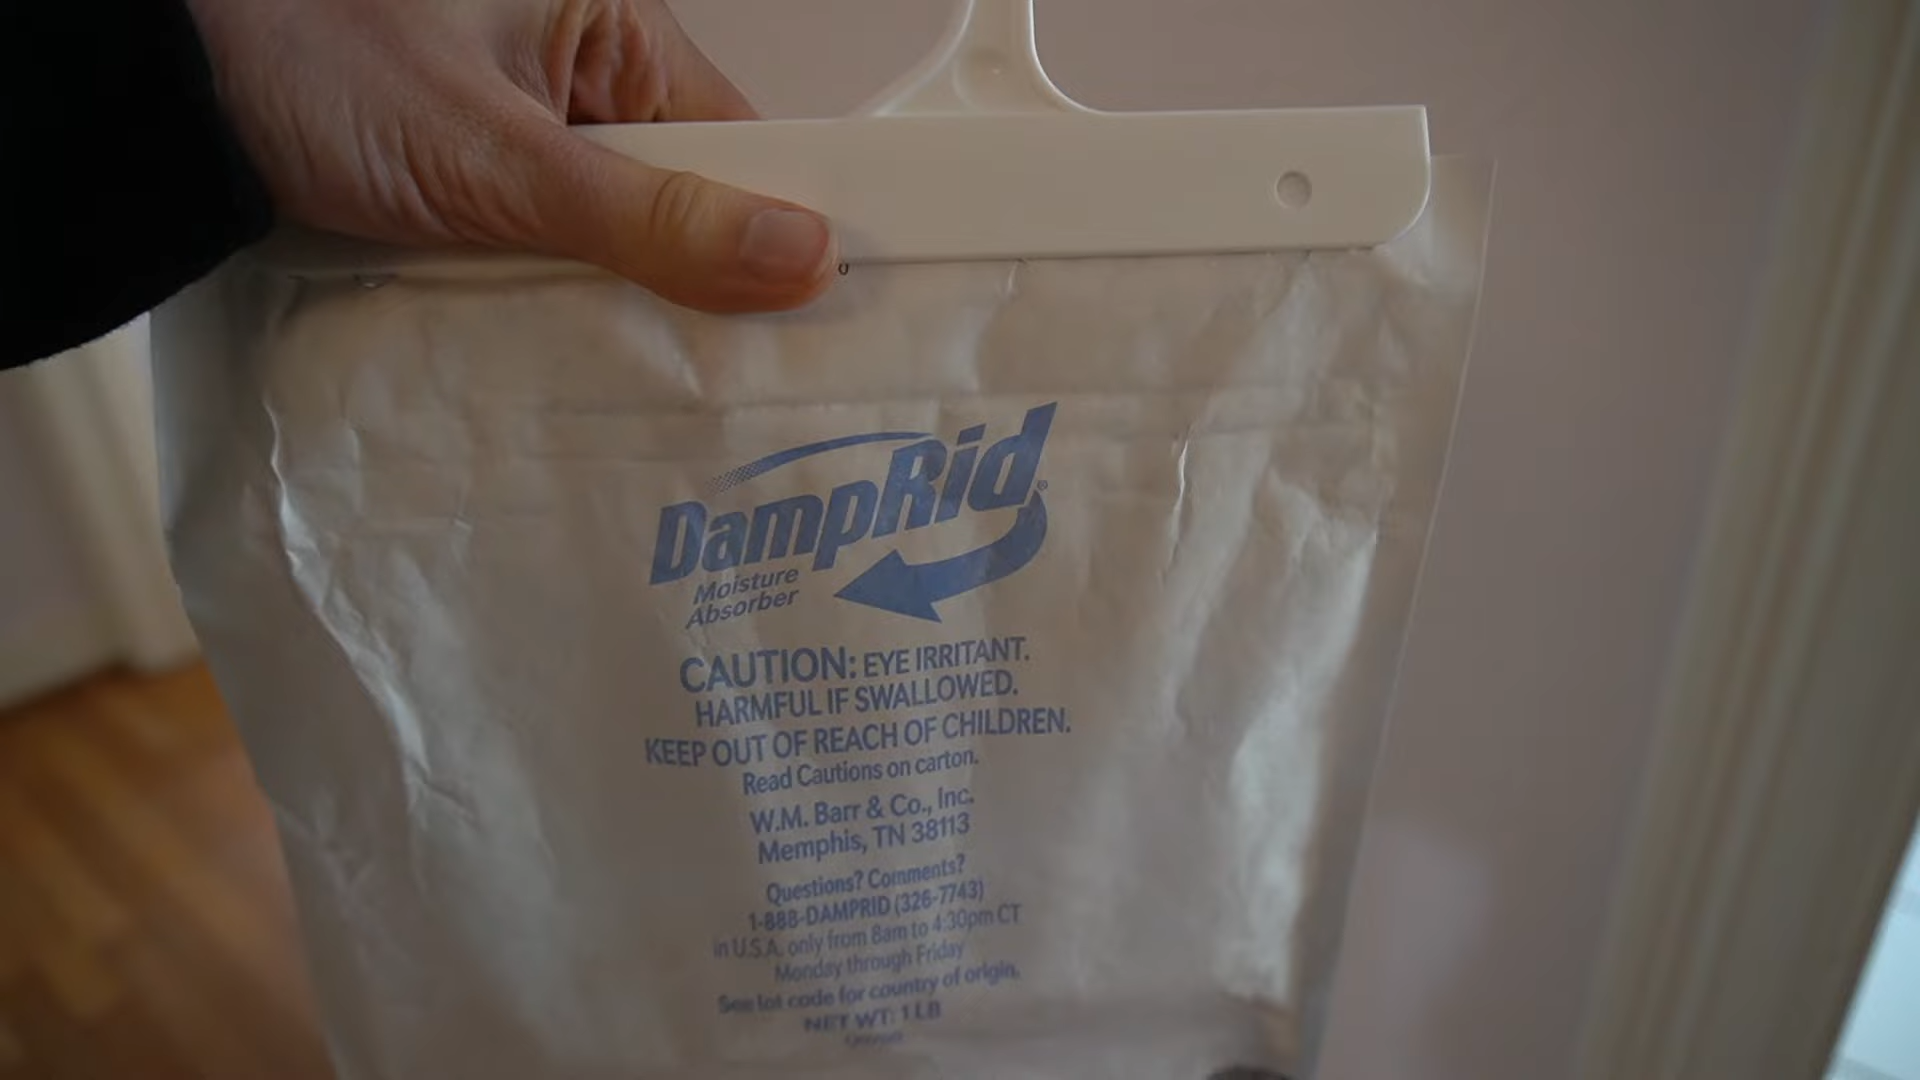 DampRid®
Moisture
Absorber
CAUTION: EYE IRRITANT.
HARMFUL IF SWALLOWED.
KEEP OUT OF REACH OF CHILDREN.
Read Cautions on carton.
W.M. Barr & Co., Inc.
Memphis, TN 38113
Questions? Comments?
1-888-DAMPRID (326-7743)
in U.S.A. only from 8am to 4:30pm CT
Monday through Friday
See lot code for country of origin.
NET WT: 1 LB